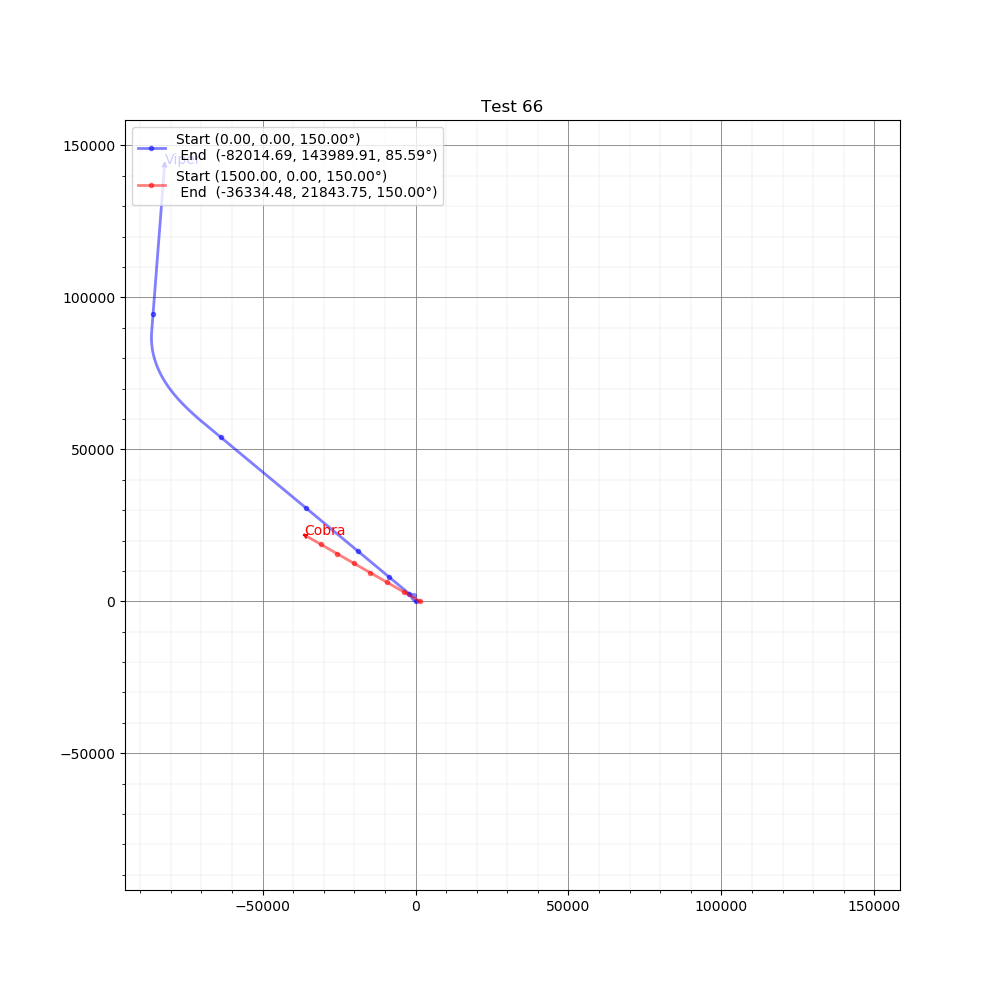 Test 66
150000
100000
50000
0
−50000
−50000
0
50000
100000
150000
Start (0.00, 0.00, 150.00°)
End  (-82014.69, 143989.91, 85.59°)
Start (1500.00, 0.00, 150.00°)
End  (-36334.48, 21843.75, 150.00°)
Viper
Cobra